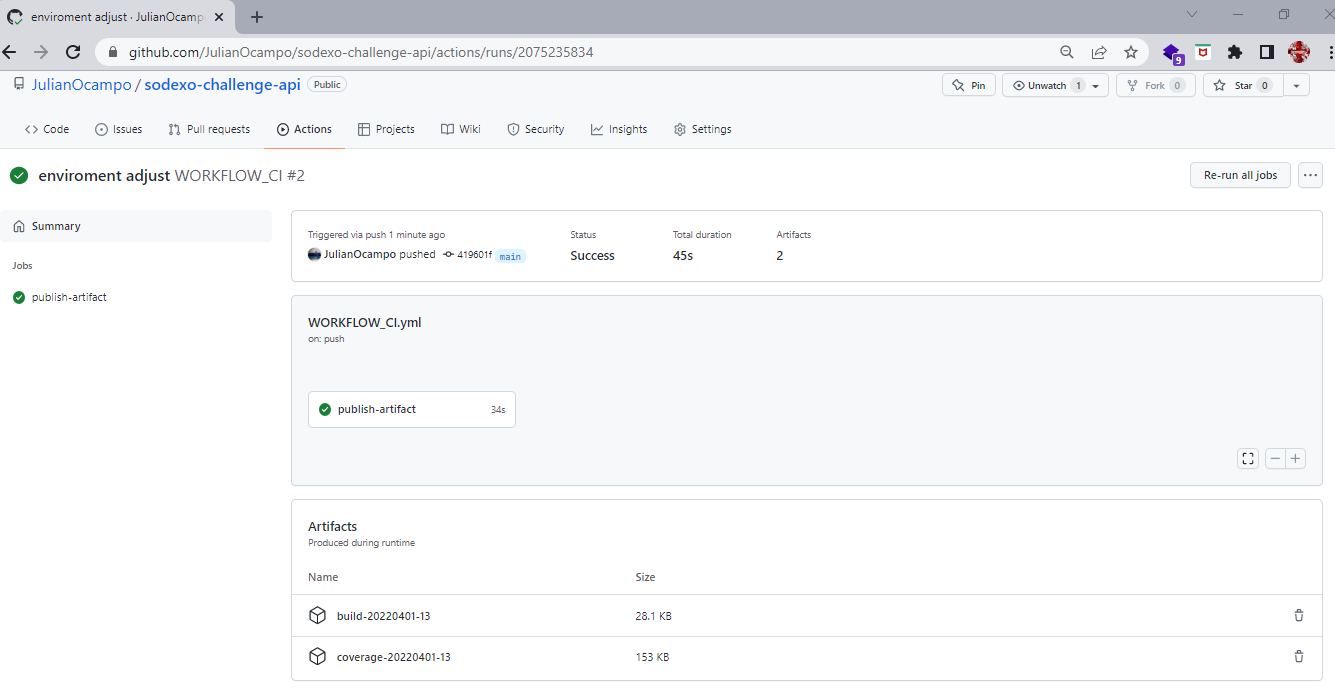 enviroment adjust · JulianOcamp
github.com/JulianOcampo/sodexo-challenge-api/actions/runs/2075235834
9
JulianOcampo / sodexo-challenge-api Public
Pin Unwatch 1 Fork 0 Star 0
Code Issues Pull requests Actions Projects Wiki Security Insights Settings
enviroment adjust WORKFLOW_CI #2
Re-run all jobs
Summary
Jobs
publish-artifact
Triggered via push 1 minute ago Status Total duration Artifacts
JulianOcampo pushed 419601f main Success 45s 2
WORKFLOW_CI.yml
on: push
publish-artifact 34s
Artifacts
Produced during runtime
Name Size
build-20220401-13 28.1 KB
coverage-20220401-13 153 KB